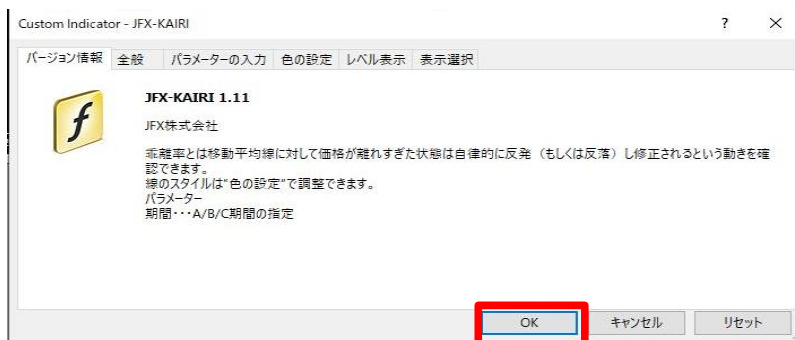 Custom Indicator - JFX-KAIRI
バージョン情報 全般 パラメーターの入力 色の設定 レベル表示 表示選択
JFX-KAIRI 1.11
JFX株式会社
乖離率とは移動平均線に対して価格が離れすぎた状態は自律的に反発（もしくは反落）し修正されるという動きを確
認できます。
線のスタイルは"色の設定"で調整できます。
パラメーター
期間･･･A/B/C期間の指定
OK キャンセル リセット